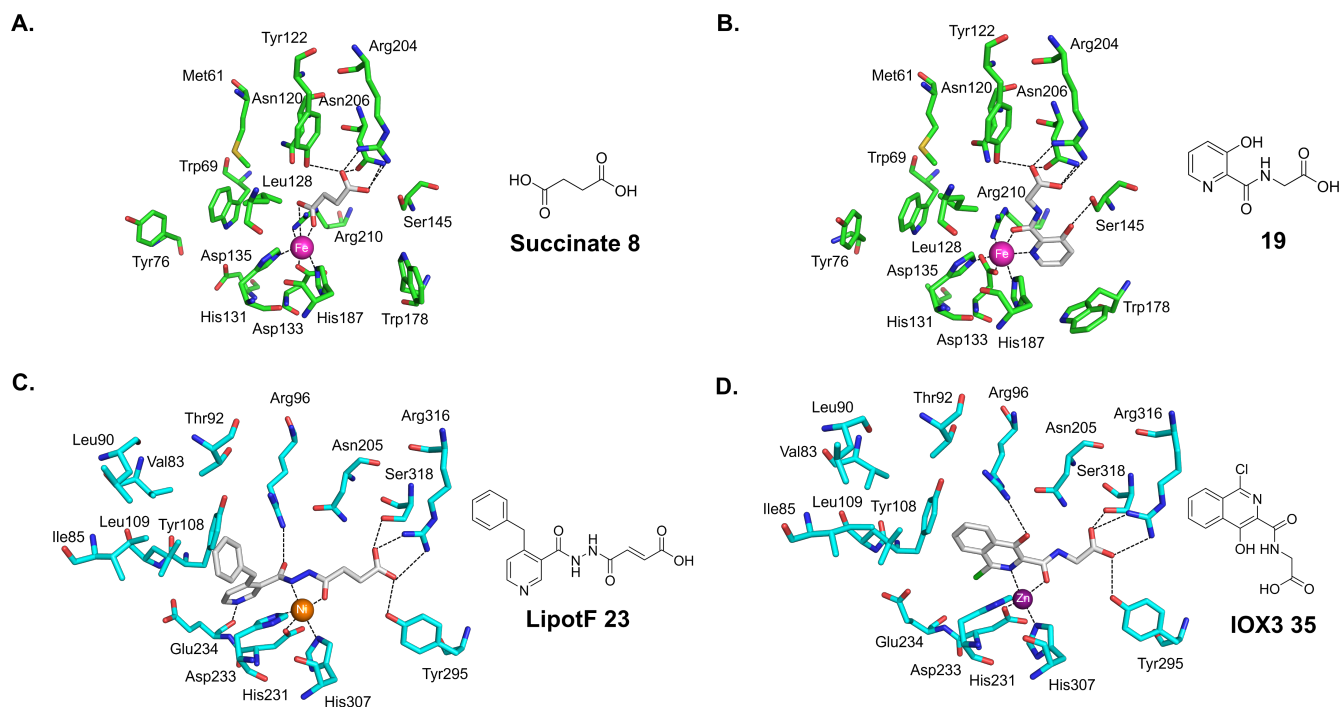 A.
Tyr122
Arg204
Met61
Asn120
Asn206
Trp69
Leu128
Ser145
Arg210
Tyr76
Fe
Asp135
His131
Asp133
His187
Trp178
HO
O
O
OH
Succinate 8
B.
Tyr122
Arg204
Met61
Asn120
Asn206
Trp69
Arg210
Ser145
Leu128
Tyr76
Fe
Asp135
His131
Asp133
His187
Trp178
OH
N
O
H
N
O
OH
19
C.
Arg96
Arg316
Thr92
Leu90
Val83
Asn205
Ser318
Leu109
Tyr108
Ile85
Ni
Glu234
Asp233
His231
His307
Tyr295
N
O
N
H
H
N
O
O
OH
LipotF 23
D.
Arg96
Arg316
Thr92
Leu90
Val83
Asn205
Ser318
Leu109
Tyr108
Ile85
Zn
Glu234
Asp233
His231
His307
Tyr295
Cl
N
O
OH
HN
HO
O
IOX3 35